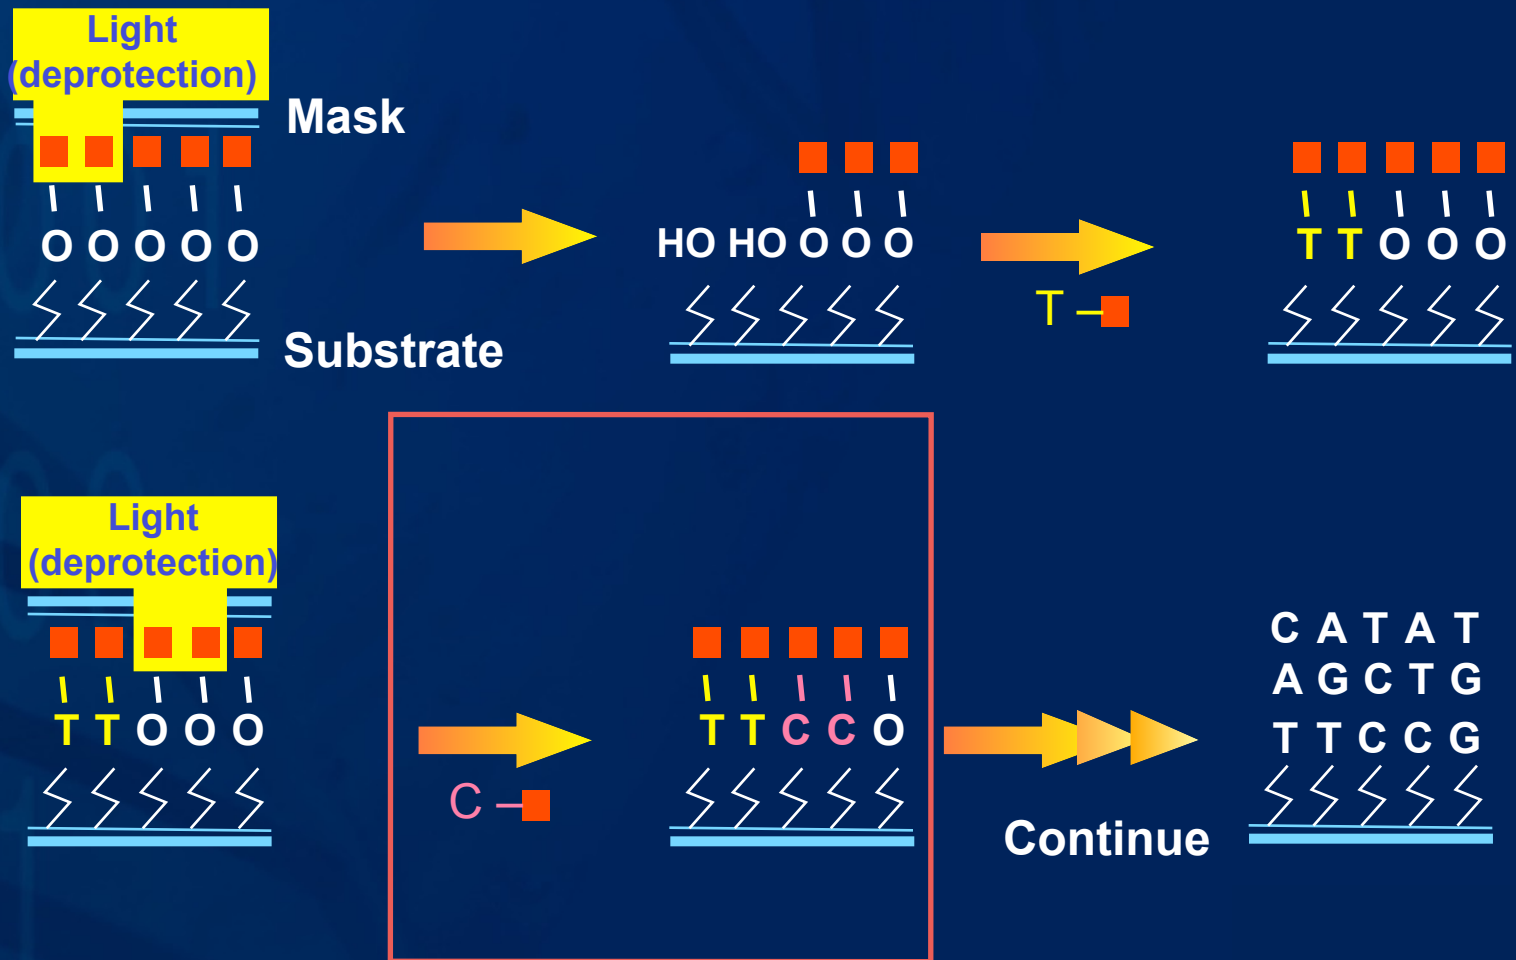 Light
(deprotection)
Mask
O O O O O
Substrate
HO HO O O O
T
T T O O O
Light
(deprotection)
T T O O O
C
T T C C O
Continue
C A T A T
A G C T G
T T C C G